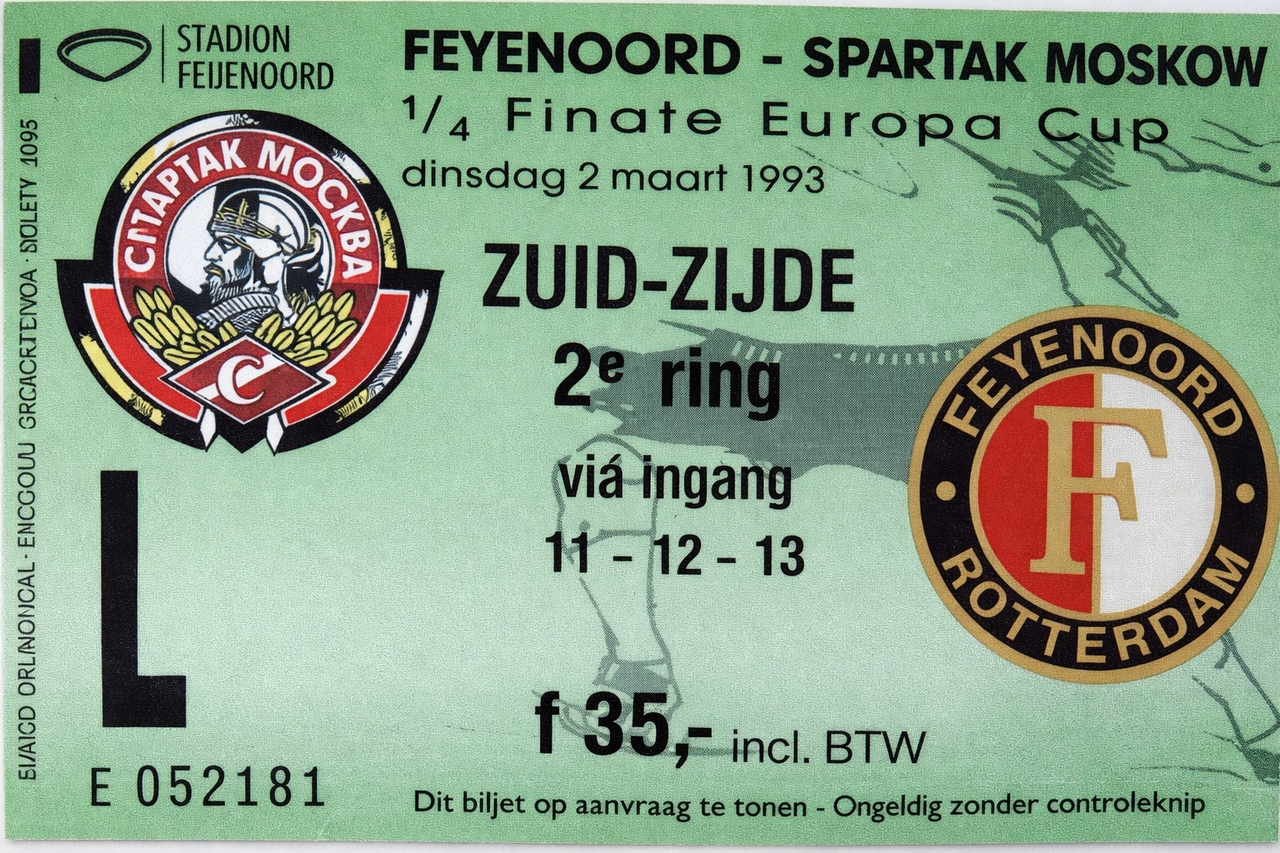 STADION
FEIJENOORD
FEYENOORD - SPARTAK MOSKOW
1/4 Finate Europa Cup
dinsdag 2 maart 1993
СПАРТАК МОСКВА
С
ZUID-ZIJDE
2e ring
viá ingang
11 - 12 - 13
FEYENOORD
F
ROTTERDAM
L
f 35,- incl. BTW
E 052181
Dit biljet op aanvraag te tonen - Ongeldig zonder controleknip